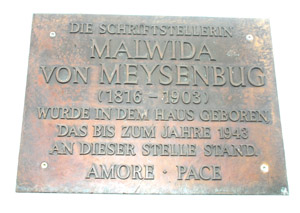 DIE SCHRIFTSTELLERIN
MALWIDA
VON MEYSENBUG
(1816 - 1903)
WURDE IN DEM HAUS GEBOREN
DAS BIS ZUM JAHRE 1943
AN DIESER STELLE STAND.
AMORE · PACE